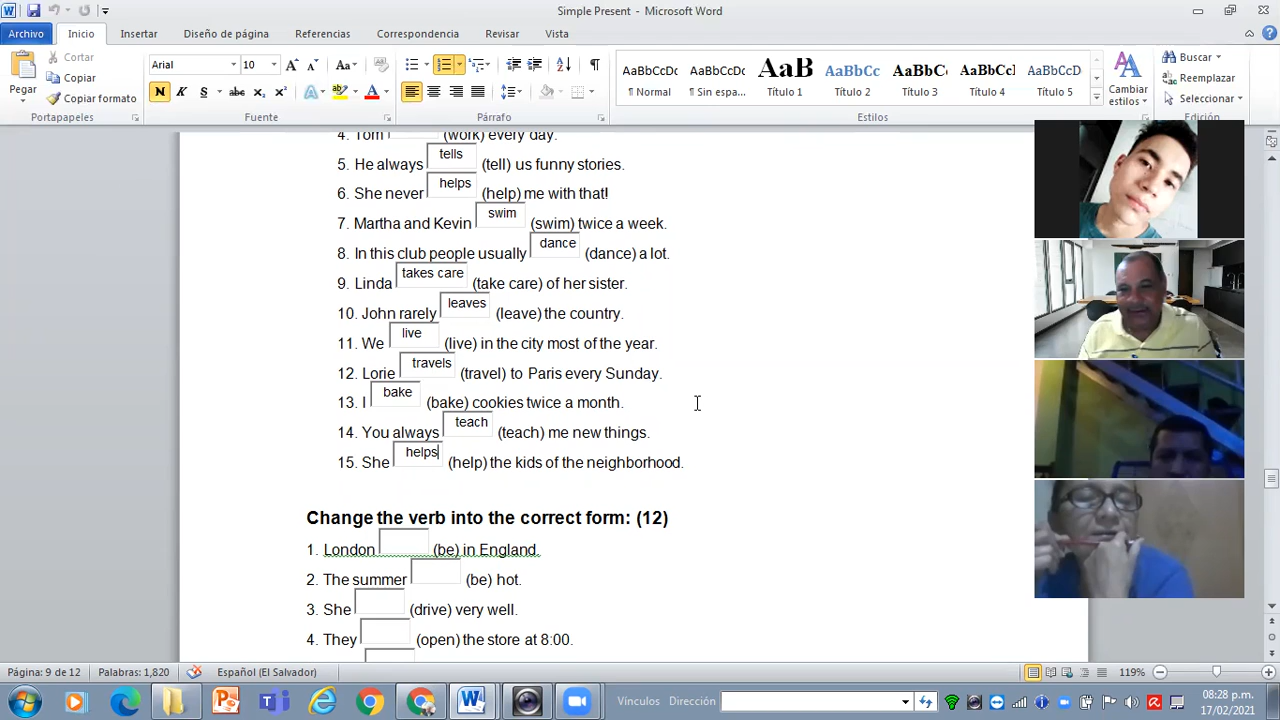 Simple Present - Microsoft Word
Archivo Inicio Insertar Diseño de página Referencias Correspondencia Revisar Vista
Pegar
Cortar
Copiar
Copiar formato
Portapapeles
Arial 10
Fuente
Párrafo
AaBbCcDc AaBbCcDc AaB AaBbCc AaBbCc AaBbCc AaBbCcD
¶ Normal ¶ Sin espa... Título 1 Título 2 Título 3 Título 4 Título 5
Estilos
Cambiar estilos
Buscar
Reemplazar
Seleccionar
Edición
4. Tom (work) every day.
5. He always tells (tell) us funny stories.
6. She never helps (help) me with that!
7. Martha and Kevin swim (swim) twice a week.
8. In this club people usually dance (dance) a lot.
9. Linda takes care (take care) of her sister.
10. John rarely leaves (leave) the country.
11. We live (live) in the city most of the year.
12. Lorie travels (travel) to Paris every Sunday.
13. I bake (bake) cookies twice a month.
14. You always teach (teach) me new things.
15. She helps (help) the kids of the neighborhood.
Change the verb into the correct form: (12)
1. London (be) in England.
2. The summer (be) hot.
3. She (drive) very well.
4. They (open) the store at 8:00.
Página: 9 de 12 Palabras: 1,820 Español (El Salvador) 119%
Vínculos Dirección
08:28 p.m.
17/02/2021